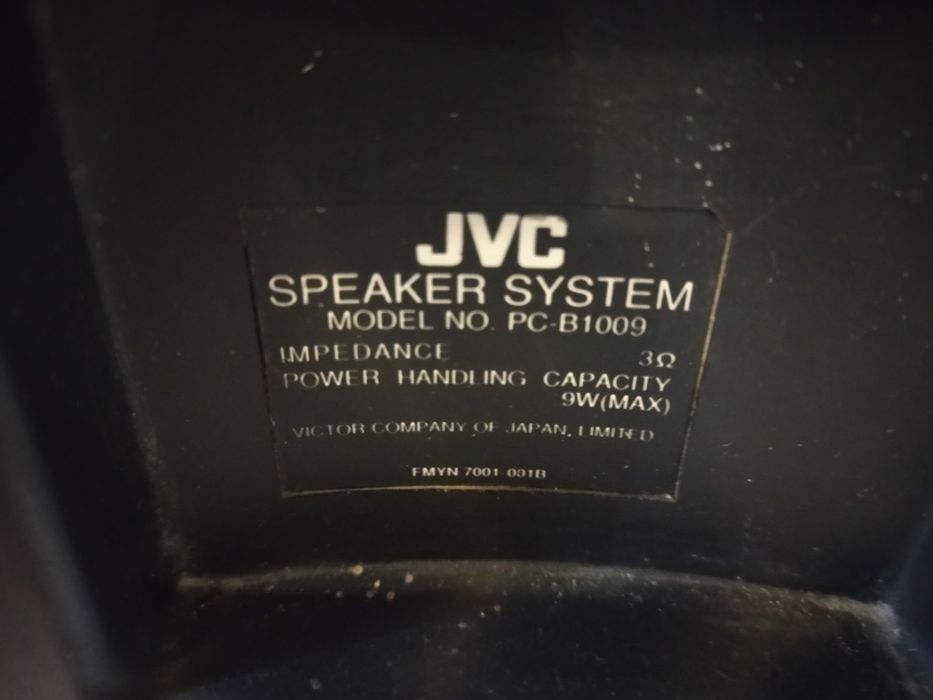 JVC
SPEAKER SYSTEM
MODEL NO. PC-B1009
IMPEDANCE 3Ω
POWER HANDLING CAPACITY
9W(MAX)
VICTOR COMPANY OF JAPAN, LIMITED
FMYN 7001-001B